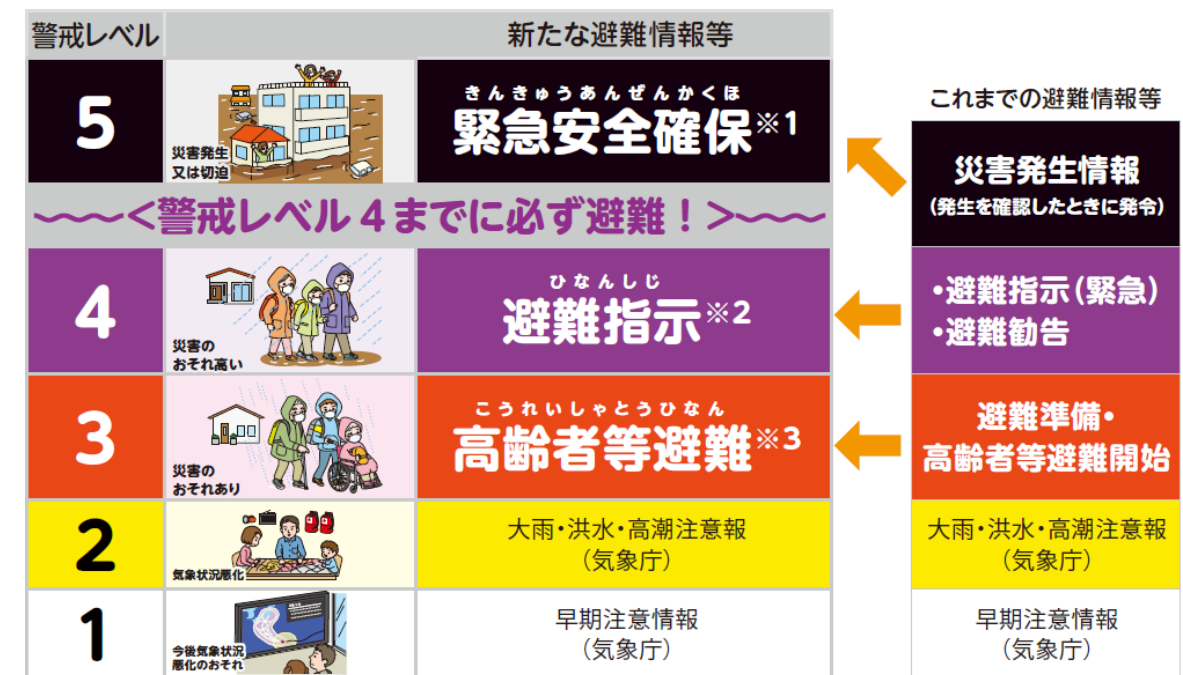 警戒レベル
新たな避難情報等
5
災害発生
又は切迫
きんきゅうあんぜんかくほ
緊急安全確保※1
〜〜〜<警戒レベル4までに必ず避難！>〜〜〜
4
災害の
おそれ高い
ひなんしじ
避難指示※2
3
災害の
おそれあり
こうれいしゃとうひなん
高齢者等避難※3
2
気象状況悪化
大雨・洪水・高潮注意報
（気象庁）
1
今後気象状況
悪化のおそれ
早期注意情報
（気象庁）
これまでの避難情報等
災害発生情報
（発生を確認したときに発令）
・避難指示（緊急）
・避難勧告
避難準備・
高齢者等避難開始
大雨・洪水・高潮注意報
（気象庁）
早期注意情報
（気象庁）